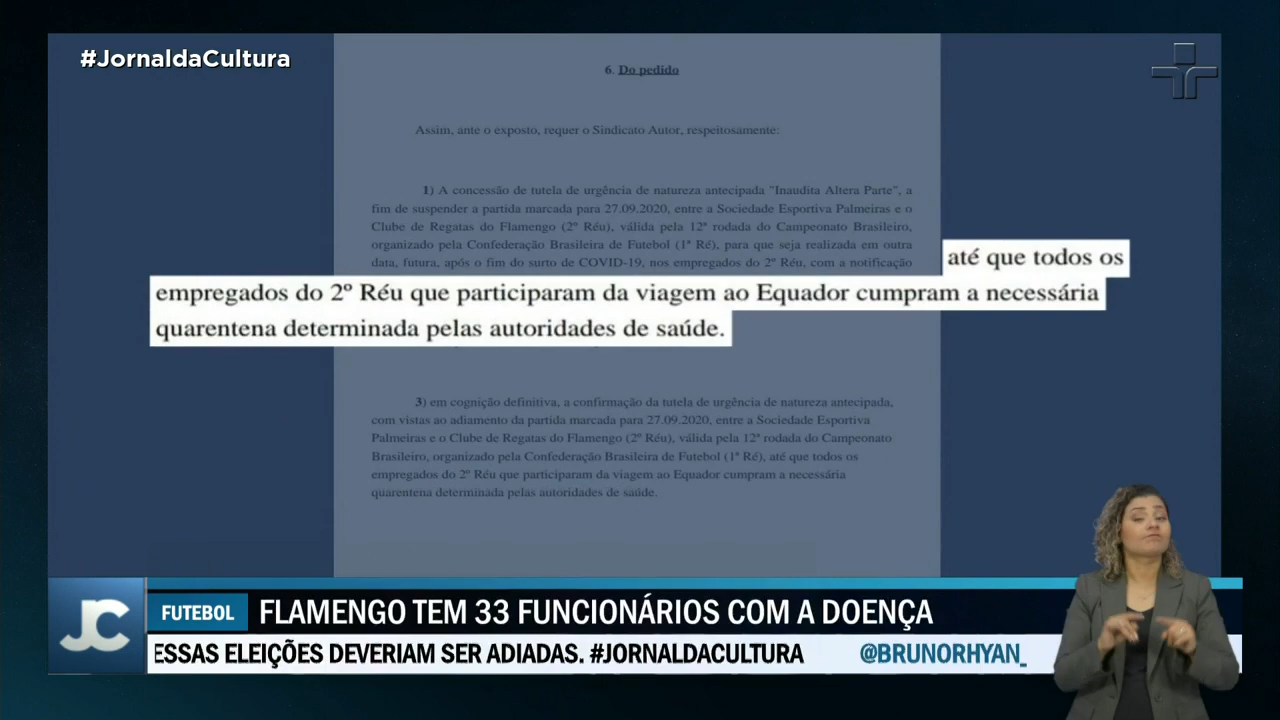 #JornaldaCultura
6. Do pedido
Assim, ante o exposto, requer o Sindicato Autor, respeitosamente:
1) A concessão de tutela de urgência de natureza antecipada "Inaudita Altera Parte", a
fim de suspender a partida marcada para 27.09.2020, entre a Sociedade Esportiva Palmeiras e o
Clube de Regatas do Flamengo (2º Réu), válida pela 12ª rodada do Campeonato Brasileiro,
organizado pela Confederação Brasileira de Futebol (1ª Ré), para que seja realizada em outra
data, futura, após o fim do surto de COVID-19, nos empregados do 2º Réu, com a notificação
até que todos os
empregados do 2º Réu que participaram da viagem ao Equador cumpram a necessária
quarentena determinada pelas autoridades de saúde.
3) em cognição definitiva, a confirmação da tutela de urgência de natureza antecipada,
com vistas ao adiamento da partida marcada para 27.09.2020, entre a Sociedade Esportiva
Palmeiras e o Clube de Regatas do Flamengo (2º Réu), válida pela 12ª rodada do Campeonato
Brasileiro, organizado pela Confederação Brasileira de Futebol (1ª Ré), até que todos os
empregados do 2º Réu que participaram da viagem ao Equador cumpram a necessária
quarentena determinada pelas autoridades de saúde.
JC
FUTEBOL FLAMENGO TEM 33 FUNCIONÁRIOS COM A DOENÇA
ESSAS ELEIÇÕES DEVERIAM SER ADIADAS. #JORNALDACULTURA @BRUNORHYAN_